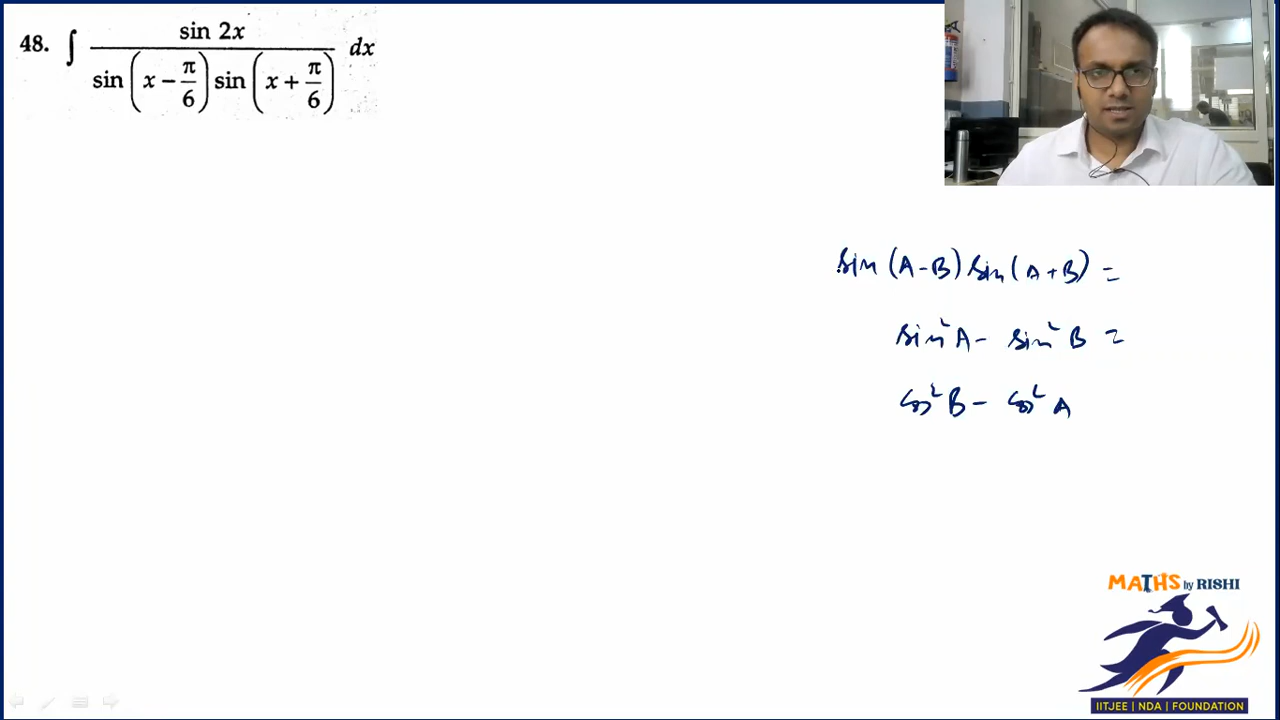 48. ∫ sin 2x / sin(x − π/6) sin(x + π/6) dx
sin (A-B) sin (A+B) =
sin²A - sin²B =
cos²B - cos²A
MATHS by RISHI
IITJEE | NDA | FOUNDATION